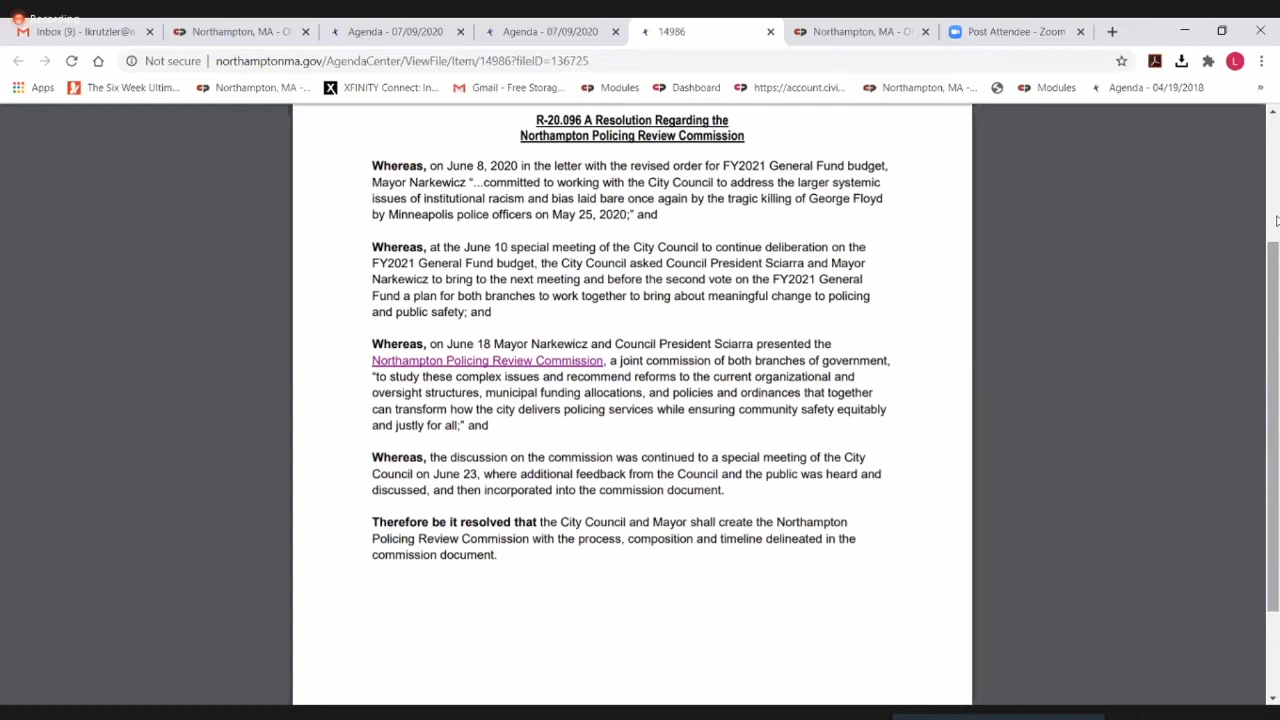 Recording
Inbox (9) - lkrutzler@n
Northampton, MA - O
Agenda - 07/09/2020
Agenda - 07/09/2020
14986
Northampton, MA - O
Post Attendee - Zoom
Not secure
northamptonma.gov/AgendaCenter/ViewFile/Item/14986?fileID=136725
L
Apps
The Six Week Ultim...
Northampton, MA -...
XFINITY Connect: In...
Gmail - Free Storag...
Modules
Dashboard
https://account.civi...
Northampton, MA -...
Modules
Agenda - 04/19/2018
»
R-20.096 A Resolution Regarding the
Northampton Policing Review Commission
Whereas, on June 8, 2020 in the letter with the revised order for FY2021 General Fund budget,
Mayor Narkewicz “...committed to working with the City Council to address the larger systemic
issues of institutional racism and bias laid bare once again by the tragic killing of George Floyd
by Minneapolis police officers on May 25, 2020;” and
Whereas, at the June 10 special meeting of the City Council to continue deliberation on the
FY2021 General Fund budget, the City Council asked Council President Sciarra and Mayor
Narkewicz to bring to the next meeting and before the second vote on the FY2021 General
Fund a plan for both branches to work together to bring about meaningful change to policing
and public safety; and
Whereas, on June 18 Mayor Narkewicz and Council President Sciarra presented the
Northampton Policing Review Commission, a joint commission of both branches of government,
“to study these complex issues and recommend reforms to the current organizational and
oversight structures, municipal funding allocations, and policies and ordinances that together
can transform how the city delivers policing services while ensuring community safety equitably
and justly for all;” and
Whereas, the discussion on the commission was continued to a special meeting of the City
Council on June 23, where additional feedback from the Council and the public was heard and
discussed, and then incorporated into the commission document.
Therefore be it resolved that the City Council and Mayor shall create the Northampton
Policing Review Commission with the process, composition and timeline delineated in the
commission document.